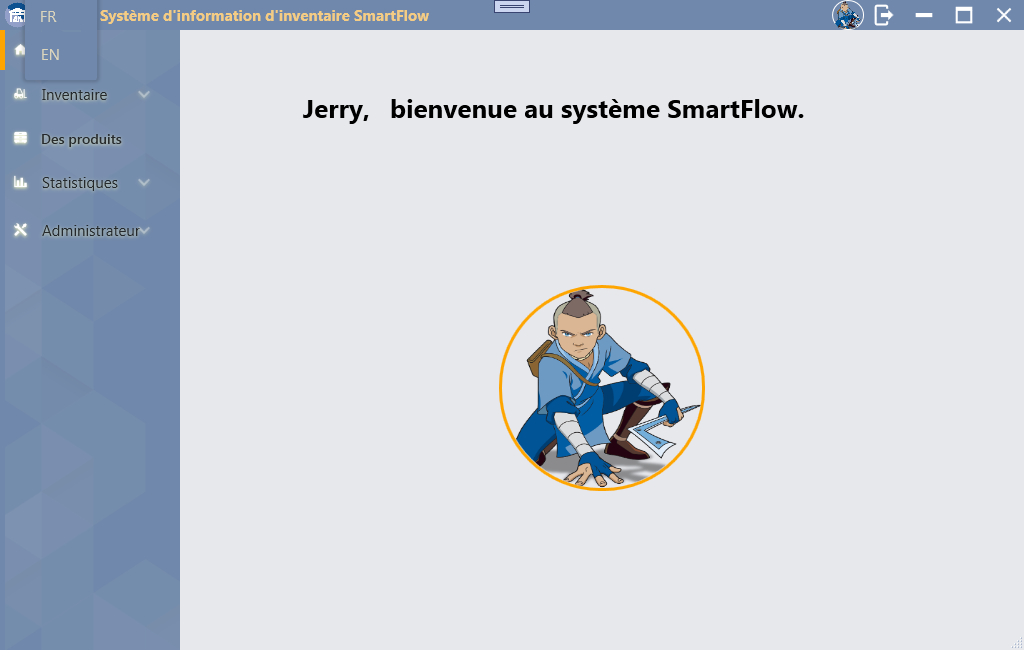 FR
Système d'information d'inventaire SmartFlow
EN
Inventaire
Des produits
Statistiques
Administrateur
Jerry, bienvenue au système SmartFlow.